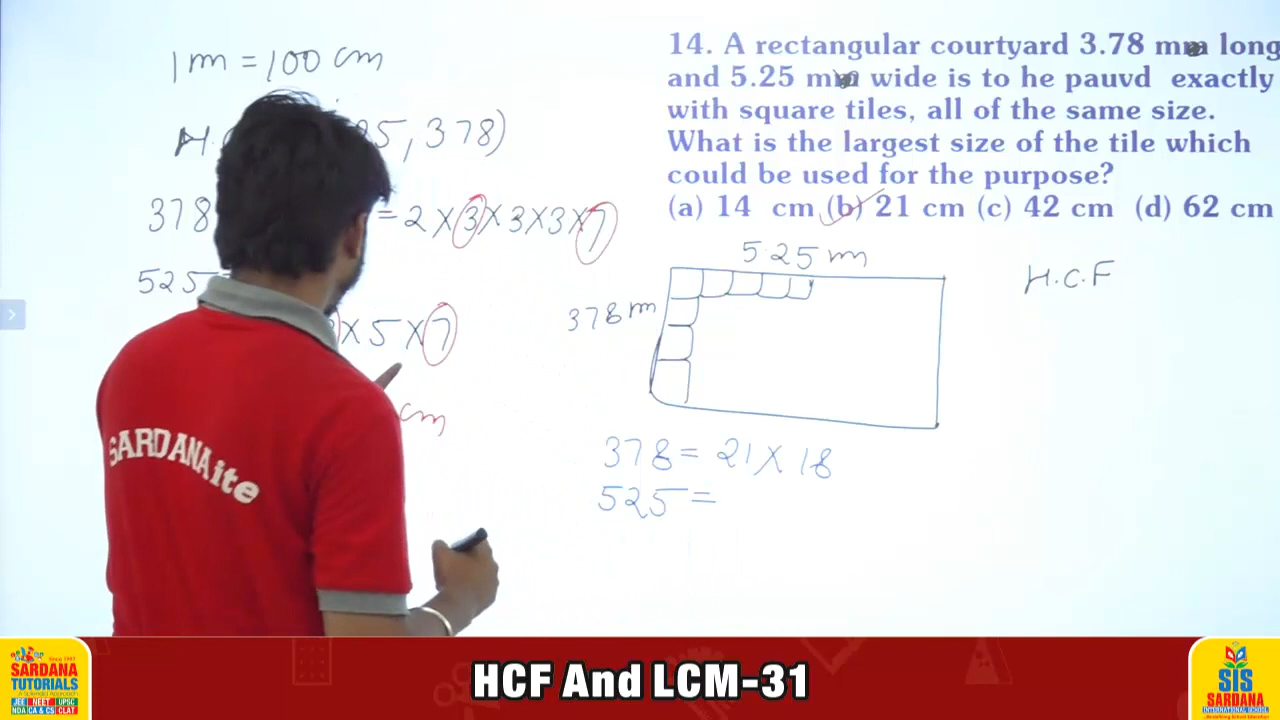 1m = 100 cm
H. 5, 378)
378 = 2 × 3 × 3 × 3 × 7
525
× 5 × 7
cm
14. A rectangular courtyard 3.78 m long
and 5.25 m wide is to he pauvd exactly
with square tiles, all of the same size.
What is the largest size of the tile which
could be used for the purpose?
(a) 14 cm (b) 21 cm (c) 42 cm (d) 62 cm
5.25 m
H.C.F
378 m
378 = 21 × 18
525 =
SARDANAite
Since 1997
SARDANA
TUTORIALS
JEE NEET UPSC
NDA CA & CS CLAT
HCF And LCM-31
SIS
SARDANA
INTERNATIONAL SCHOOL